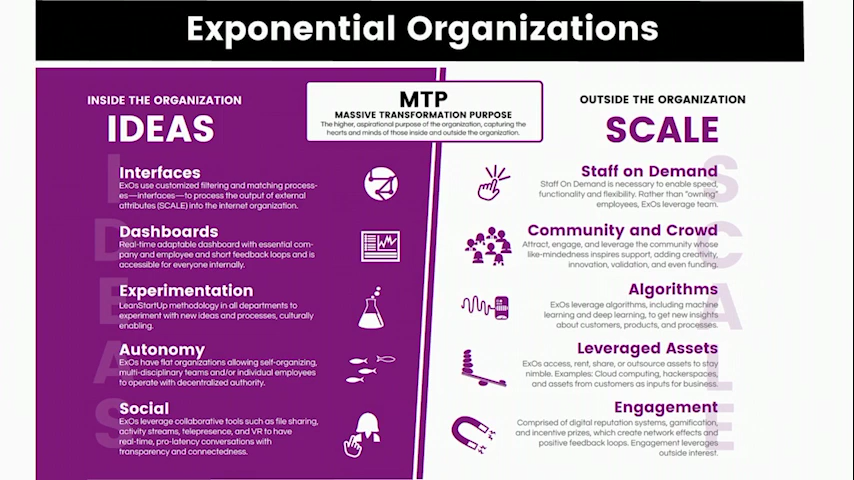 Exponential Organizations
INSIDE THE ORGANIZATION
IDEAS
MTP
MASSIVE TRANSFORMATION PURPOSE
The higher, aspirational purpose of the organization, capturing the
hearts and minds of those inside and outside the organization.
OUTSIDE THE ORGANIZATION
SCALE
I
D
E
A
S
Interfaces
ExOs use customized filtering and matching process-
es—interfaces—to process the output of external
attributes (SCALE) into the internet organization.
Dashboards
Real-time adaptable dashboard with essential com-
pany and employee and short feedback loops and is
accessible for everyone internally.
Experimentation
LeanStartUp methodology in all departments to
experiment with new ideas and processes, culturally
enabling.
Autonomy
ExOs have flat organizations allowing self-organizing,
multi-disciplinary teams and/or individual employees
to operate with decentralized authority.
Social
ExOs leverage collaborative tools such as file sharing,
activity streams, telepresence, and VR to have
real-time, pro-latency conversations with
transparency and connectedness.
S
C
A
L
E
Staff on Demand
Staff On Demand is necessary to enable speed,
functionality and flexibility. Rather than "owning"
employees, ExOs leverage team.
Community and Crowd
Attract, engage, and leverage the community whose
like-mindedness inspires support, adding creativity,
innovation, validation, and even funding.
Algorithms
ExOs leverage algorithms, including machine
learning and deep learning, to get new insights
about customers, products, and processes.
Leveraged Assets
ExOs access, rent, share, or outsource assets to stay
nimble. Examples: Cloud computing, hackerspaces,
and assets from customers as inputs for business.
Engagement
Comprised of digital reputation systems, gamification,
and incentive prizes, which create network effects and
positive feedback loops. Engagement leverages
outside interest.